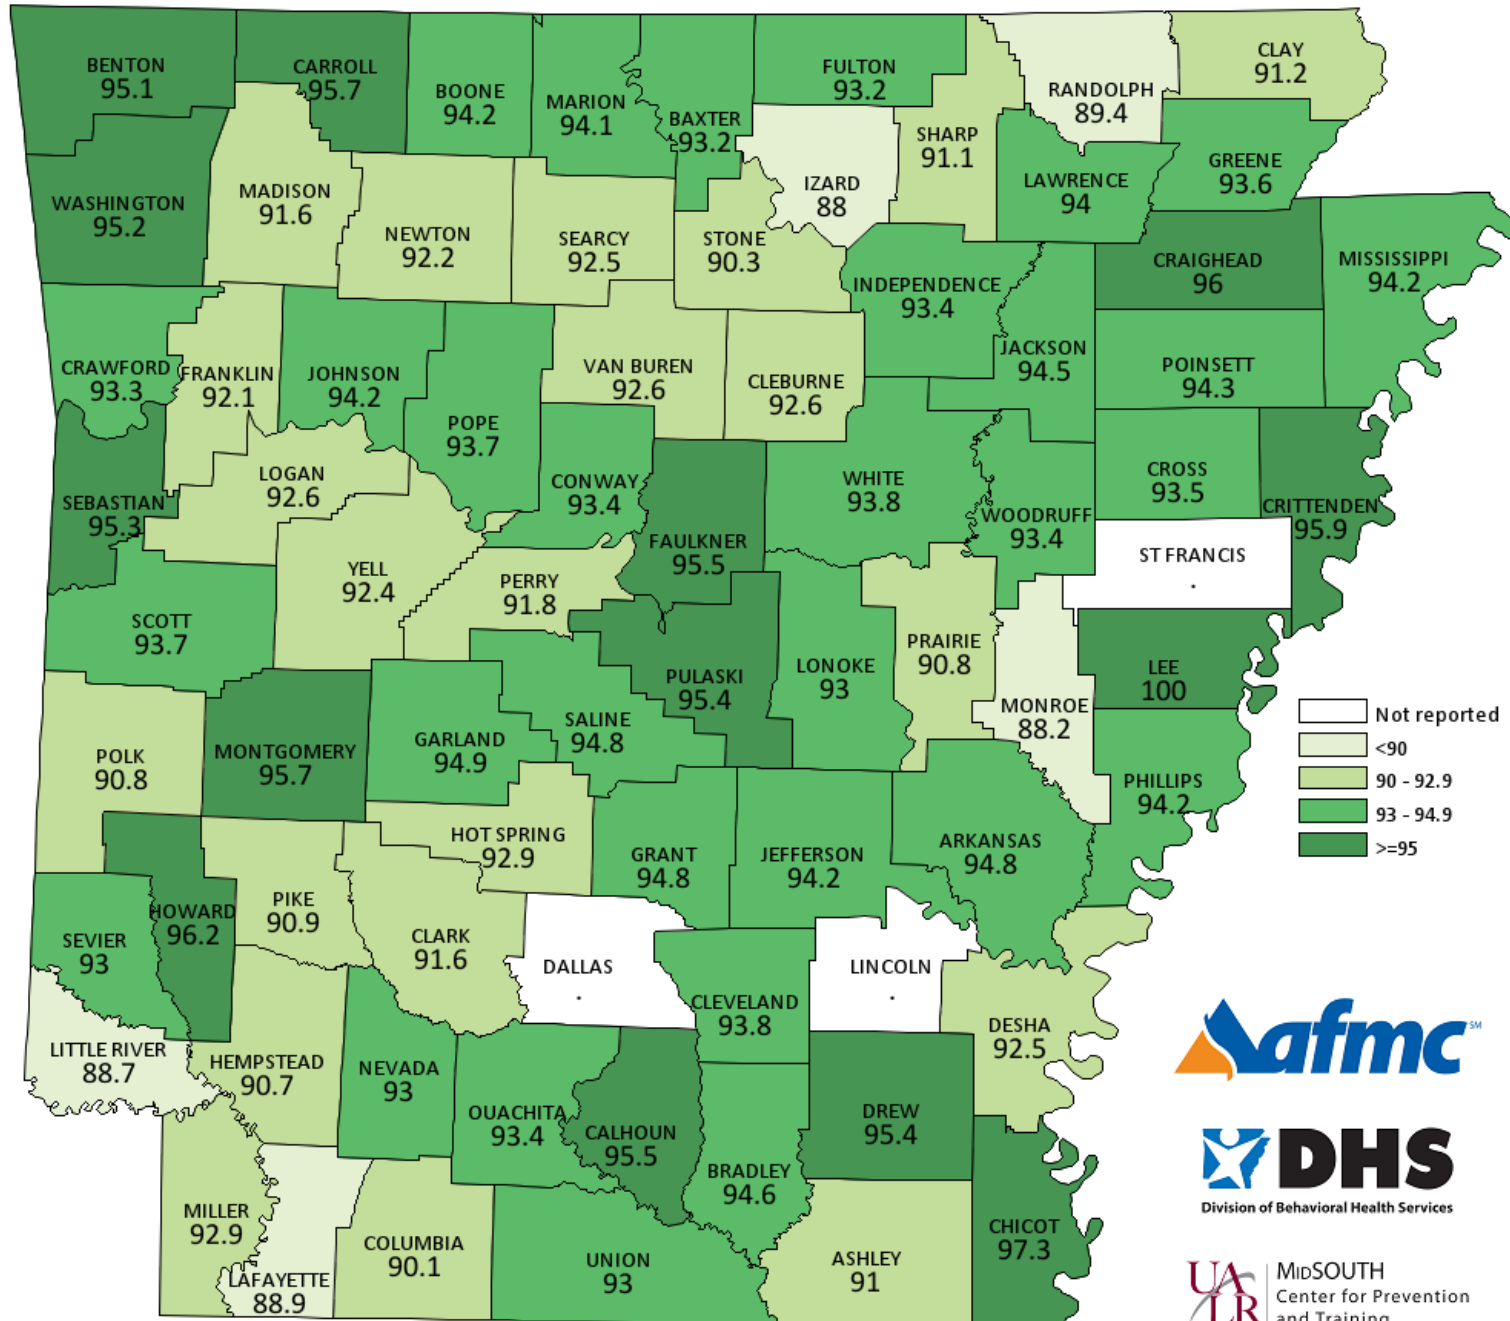 BENTON
95.1
CARROLL
95.7
BOONE
94.2
MARION
94.1
BAXTER
93.2
FULTON
93.2
RANDOLPH
89.4
CLAY
91.2
SHARP
91.1
IZARD
88
LAWRENCE
94
GREENE
93.6
WASHINGTON
95.2
MADISON
91.6
NEWTON
92.2
SEARCY
92.5
STONE
90.3
INDEPENDENCE
93.4
CRAIGHEAD
96
MISSISSIPPI
94.2
CRAWFORD
93.3
FRANKLIN
92.1
JOHNSON
94.2
POPE
93.7
VAN BUREN
92.6
CLEBURNE
92.6
JACKSON
94.5
POINSETT
94.3
SEBASTIAN
95.3
LOGAN
92.6
CONWAY
93.4
FAULKNER
95.5
WHITE
93.8
WOODRUFF
93.4
CROSS
93.5
CRITTENDEN
95.9
ST FRANCIS
.
SCOTT
93.7
YELL
92.4
PERRY
91.8
PULASKI
95.4
LONOKE
93
PRAIRIE
90.8
MONROE
88.2
LEE
100
POLK
90.8
MONTGOMERY
95.7
GARLAND
94.9
SALINE
94.8
PHILLIPS
94.2
HOT SPRING
92.9
GRANT
94.8
JEFFERSON
94.2
ARKANSAS
94.8
SEVIER
93
HOWARD
96.2
PIKE
90.9
CLARK
91.6
DALLAS
.
CLEVELAND
93.8
LINCOLN
.
DESHA
92.5
LITTLE RIVER
88.7
HEMPSTEAD
90.7
NEVADA
93
OUACHITA
93.4
CALHOUN
95.5
BRADLEY
94.6
DREW
95.4
MILLER
92.9
LAFAYETTE
88.9
COLUMBIA
90.1
UNION
93
ASHLEY
91
CHICOT
97.3
Not reported
<90
90 - 92.9
93 - 94.9
>=95
afmc SM
DHS
Division of Behavioral Health Services
UALR
MIDSOUTH
Center for Prevention
and Training